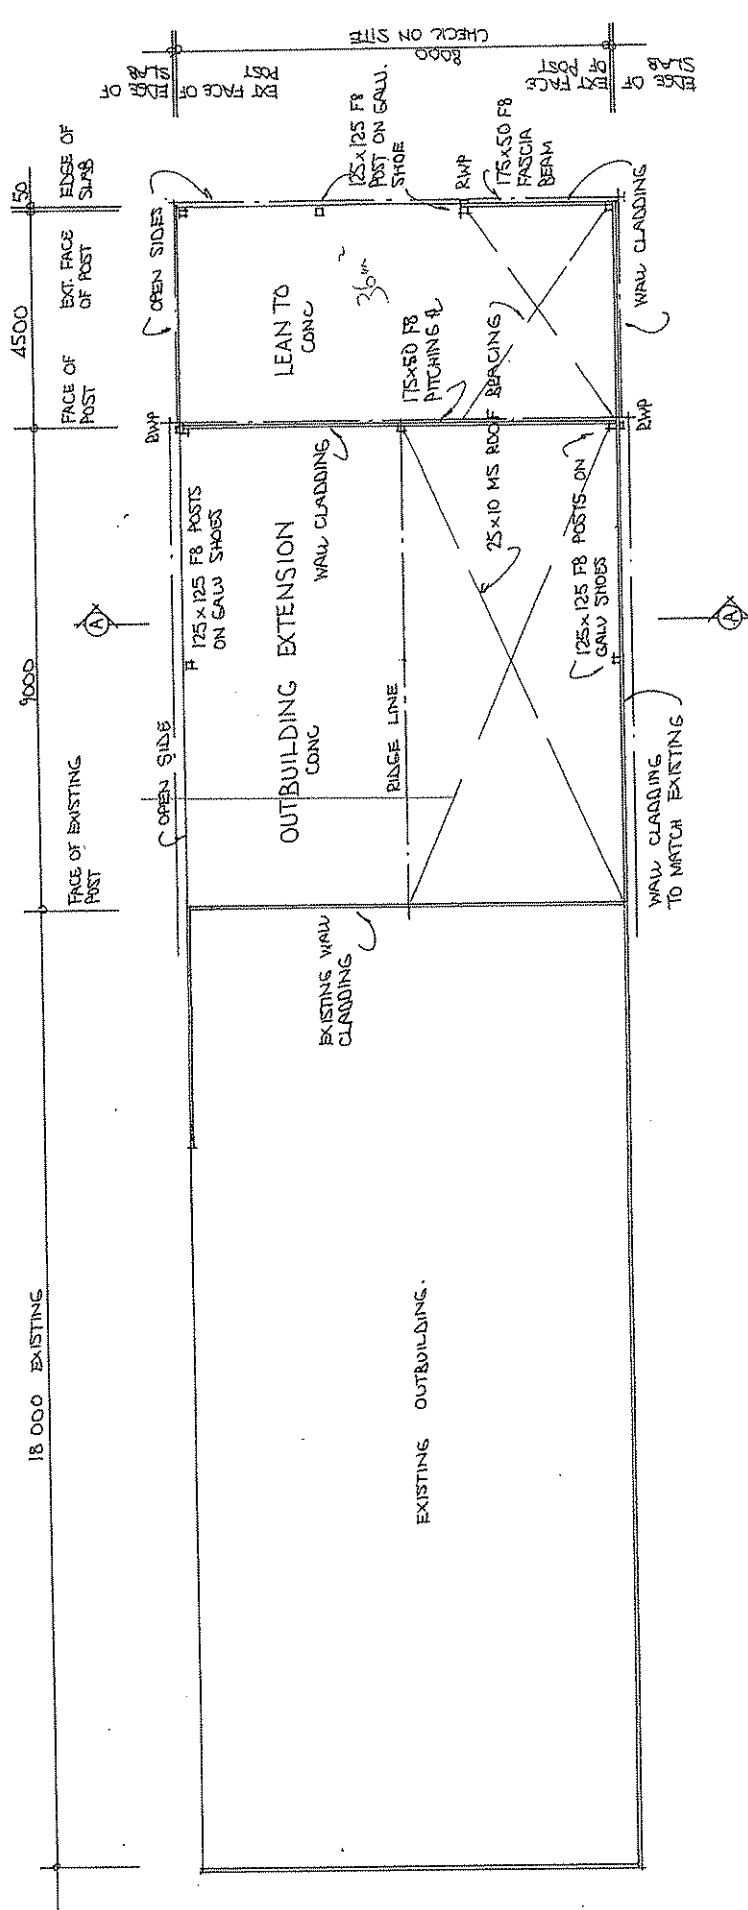 18 000 EXISTING
9000
4500
50
FACE OF EXISTING
POST
FACE OF
POST
EXT. FACE
OF POST
EDGE OF
SLAB
EDGE OF
SLAB
EXT FACE OF
POST
8000
CHECK ON SITE
EXT FACE
OF POST
EDGE OF
SLAB
A
OPEN SIDE
RWP
OPEN SIDES
125x125 F8 POSTS
ON GALV SHOES
125x125 F8
POST ON GALV.
SHOE
OUTBUILDING EXTENSION
CONC
LEAN TO
CONC
36m
WALL CLADDING
EXISTING WALL
CLADDING
RIDGE LINE
175x50 F8
PITCHING PL
RWP
175x50 F8
FASCIA
BEAM
25x10 MS ROOF BRACING
EXISTING OUTBUILDING.
125x125 F8 POSTS ON
GALV SHOES
WALL CLADDING
TO MATCH EXISTING
RWP
WALL CLADDING
A